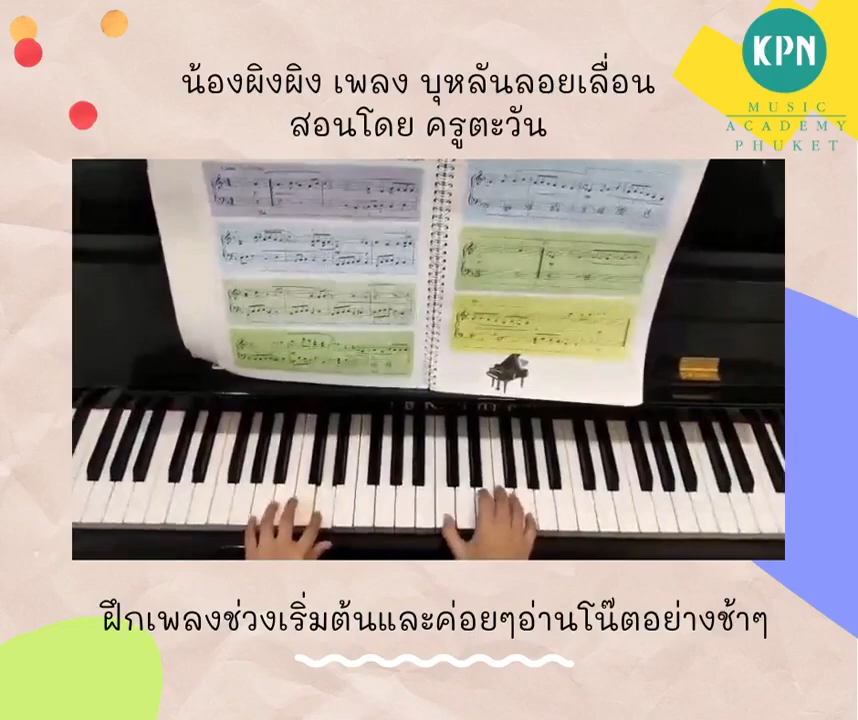 น้องผิงผิง เพลง บุหลันลอยเลื่อน
สอนโดย ครูตะวัน
KPN
MUSIC
ACADEMY
PHUKET
ฝึกเพลงช่วงเริ่มต้นและค่อยๆอ่านโน๊ตอย่างช้าๆ